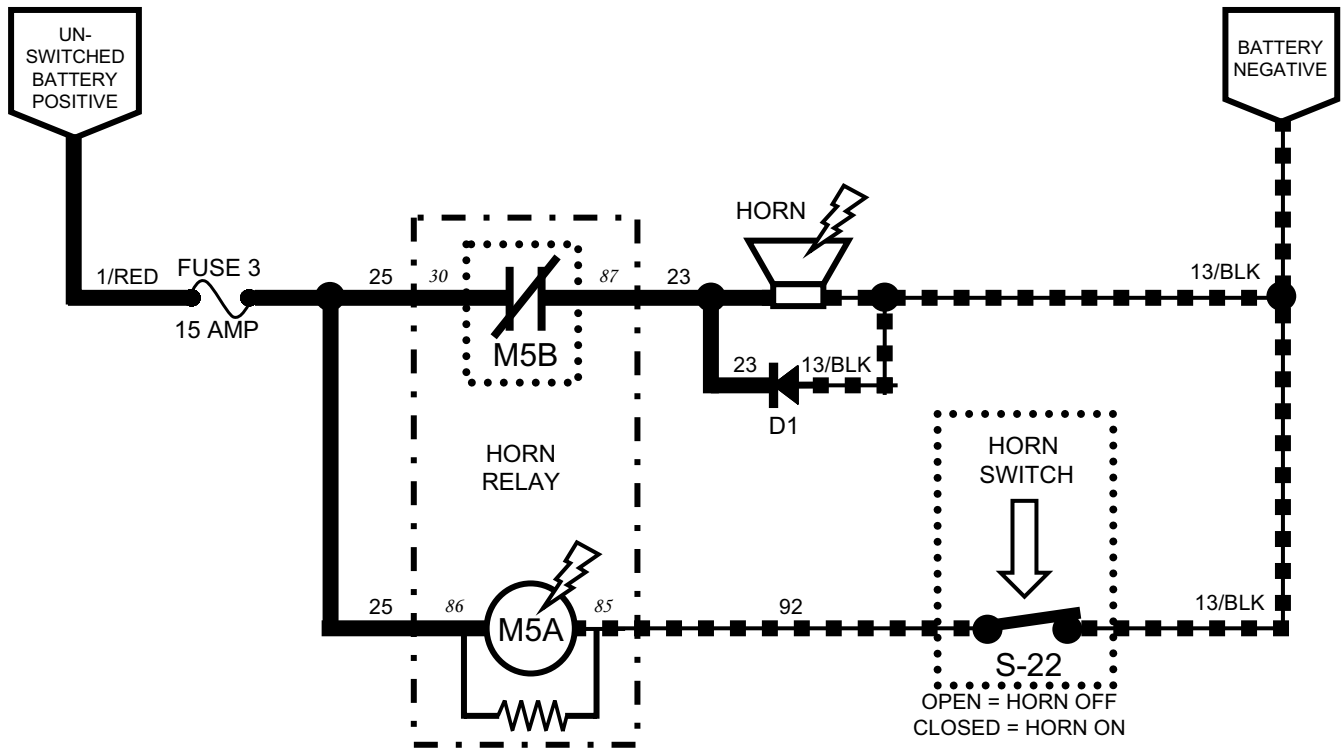 UN-
SWITCHED
BATTERY
POSITIVE
BATTERY
NEGATIVE
HORN
1/RED
FUSE 3
15 AMP
25
30
87
23
13/BLK
M5B
23
13/BLK
D1
HORN
RELAY
HORN
SWITCH
25
86
M5A
85
92
13/BLK
S-22
OPEN = HORN OFF
CLOSED = HORN ON